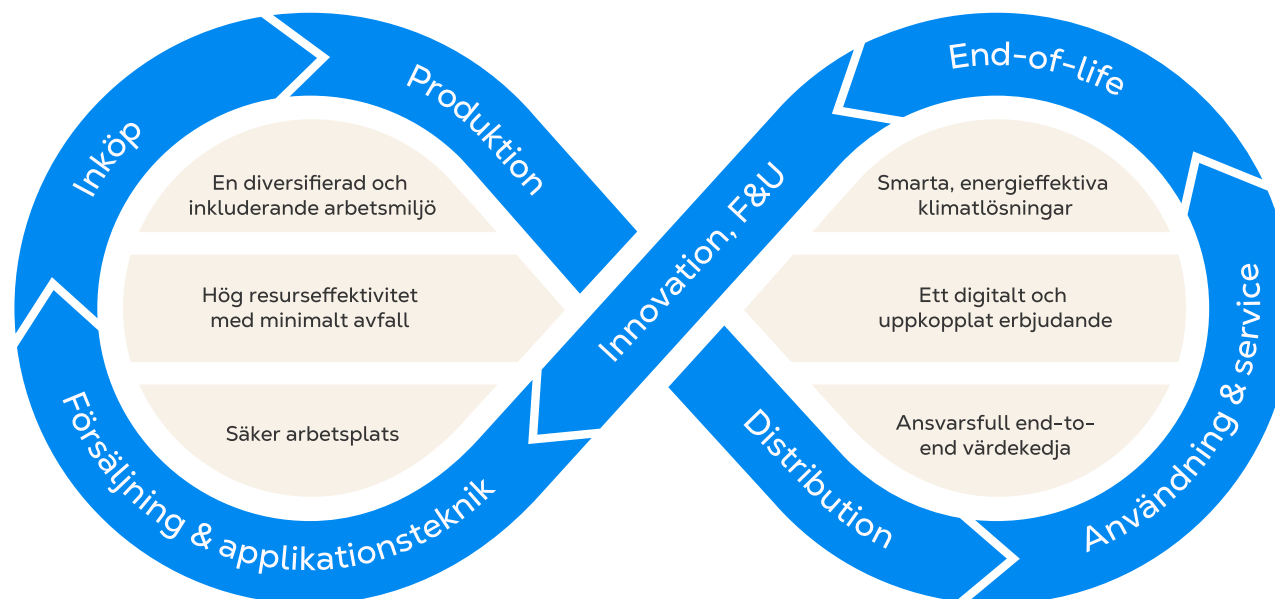 Inköp
Produktion
Innovation, F&U
End-of-life
En diversifierad och
inkluderande arbetsmiljö
Hög resurseffektivitet
med minimalt avfall
Säker arbetsplats
Smarta, energieffektiva
klimatlösningar
Ett digitalt och
uppkopplat erbjudande
Ansvarsfull end-to-
end värdekedja
Försäljning & applikationsteknik
Distribution
Användning & service